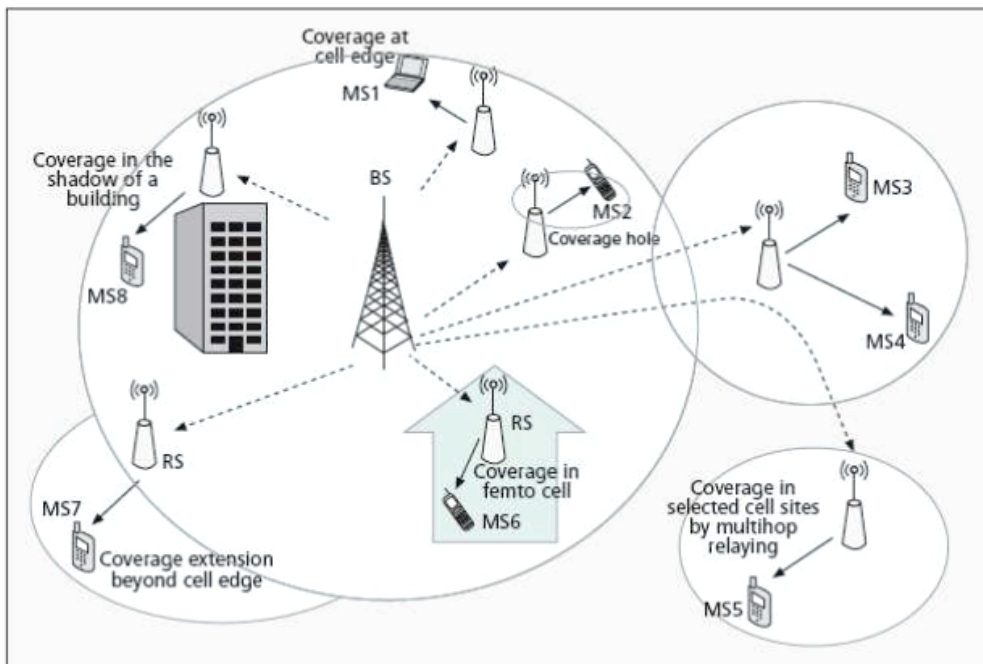 Coverage at
cell edge
MS1
Coverage in the
shadow of a
building
BS
MS2
MS3
Coverage hole
MS8
MS4
RS
RS
Coverage in
femto cell
MS6
Coverage in
selected cell sites
by multihop
relaying
MS7
Coverage extension
beyond cell edge
MS5